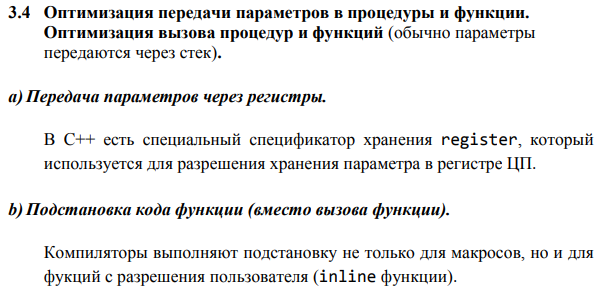 3.4 Оптимизация передачи параметров в процедуры и функции.
Оптимизация вызова процедур и функций (обычно параметры
передаются через стек).
a) Передача параметров через регистры.
В C++ есть специальный спецификатор хранения register, который
используется для разрешения хранения параметра в регистре ЦП.
b) Подстановка кода функции (вместо вызова функции).
Компиляторы выполняют подстановку не только для макросов, но и для
фукций с разрешения пользователя (inline функции).